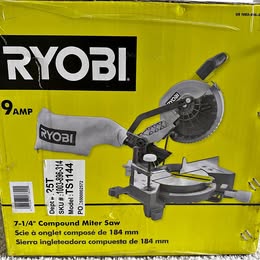 RYOBI
9 AMP
RYOBI
Dept #: 25T
SKU #: 1003-896-314
Model: TS1144
7-1/4" Compound Miter Saw
Scie à onglet composé de 184 mm
Sierra ingleteadora compuesta de 184 mm